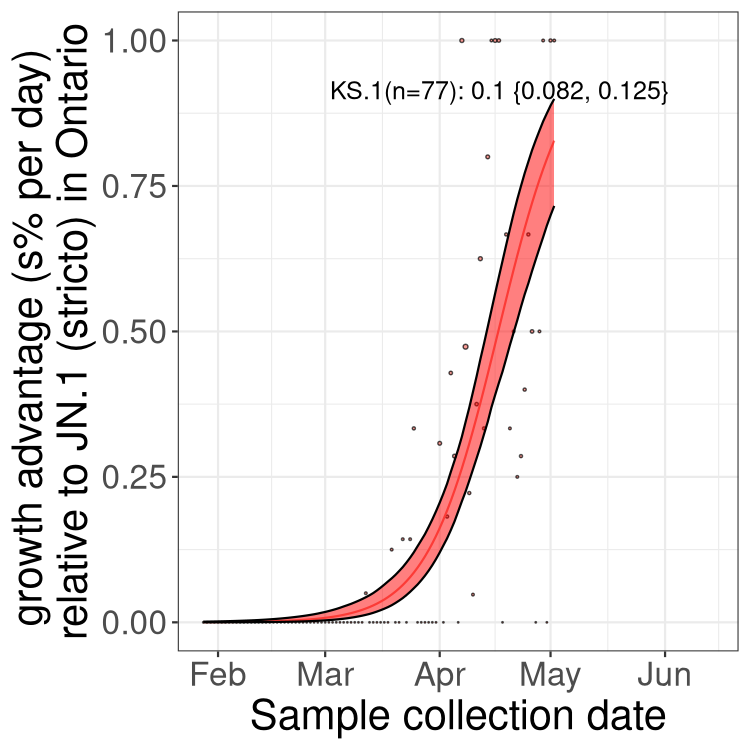 growth advantage (s% per day)
relative to JN.1 (stricto) in Ontario
1.00
0.75
0.50
0.25
0.00
KS.1(n=77): 0.1 {0.082, 0.125}
Feb Mar Apr May Jun
Sample collection date